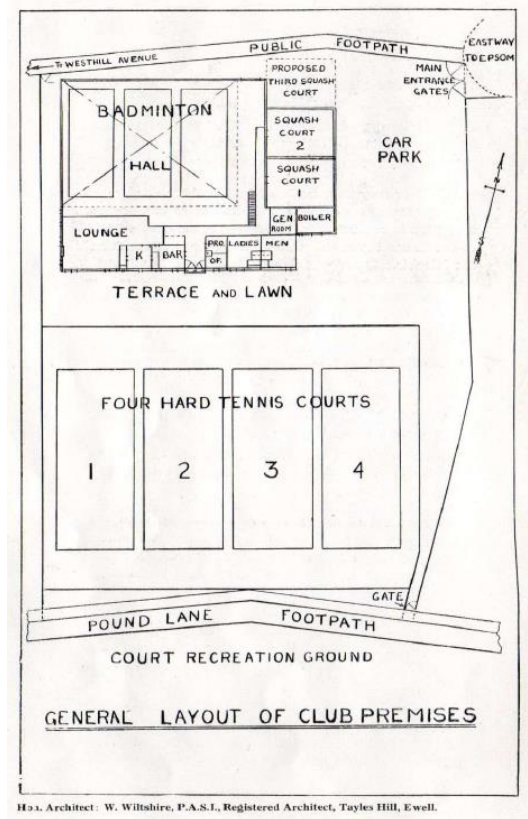 PUBLIC FOOTPATH
EASTWAY
TO EPSOM
TO WESTHILL AVENUE
MAIN
ENTRANCE
GATES
PROPOSED
THIRD SQUASH
COURT
BADMINTON
HALL
SQUASH
COURT
2
CAR
PARK
SQUASH
COURT
1
N
S
GEN
ROOM
BOILER
LOUNGE
K
BAR
PRO.
OF.
LADIES
MEN
TERRACE AND LAWN
FOUR HARD TENNIS COURTS
1 2 3 4
GATE
POUND LANE FOOTPATH
COURT RECREATION GROUND
GENERAL LAYOUT OF CLUB PREMISES
Hon. Architect: W. Wiltshire, P.A.S.I., Registered Architect, Tayles Hill, Ewell.